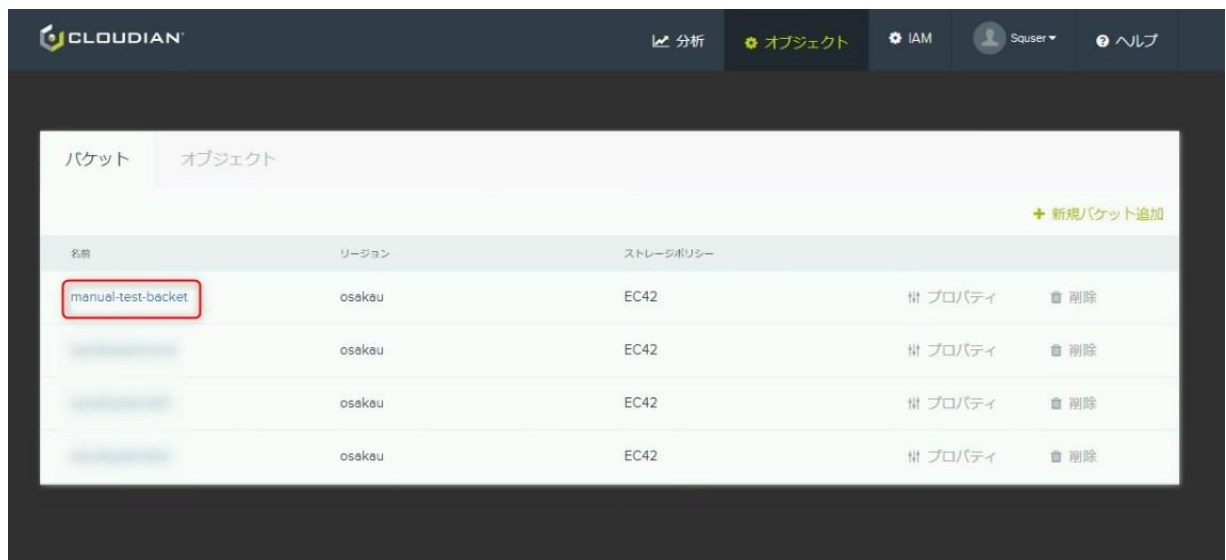 CLOUDIAN
分析 オブジェクト IAM Squser ヘルプ
バケット オブジェクト
+ 新規バケット追加
名前 リージョン ストレージポリシー
manual-test-backet osakau EC42 プロパティ 削除
osakau EC42 プロパティ 削除
osakau EC42 プロパティ 削除
osakau EC42 プロパティ 削除